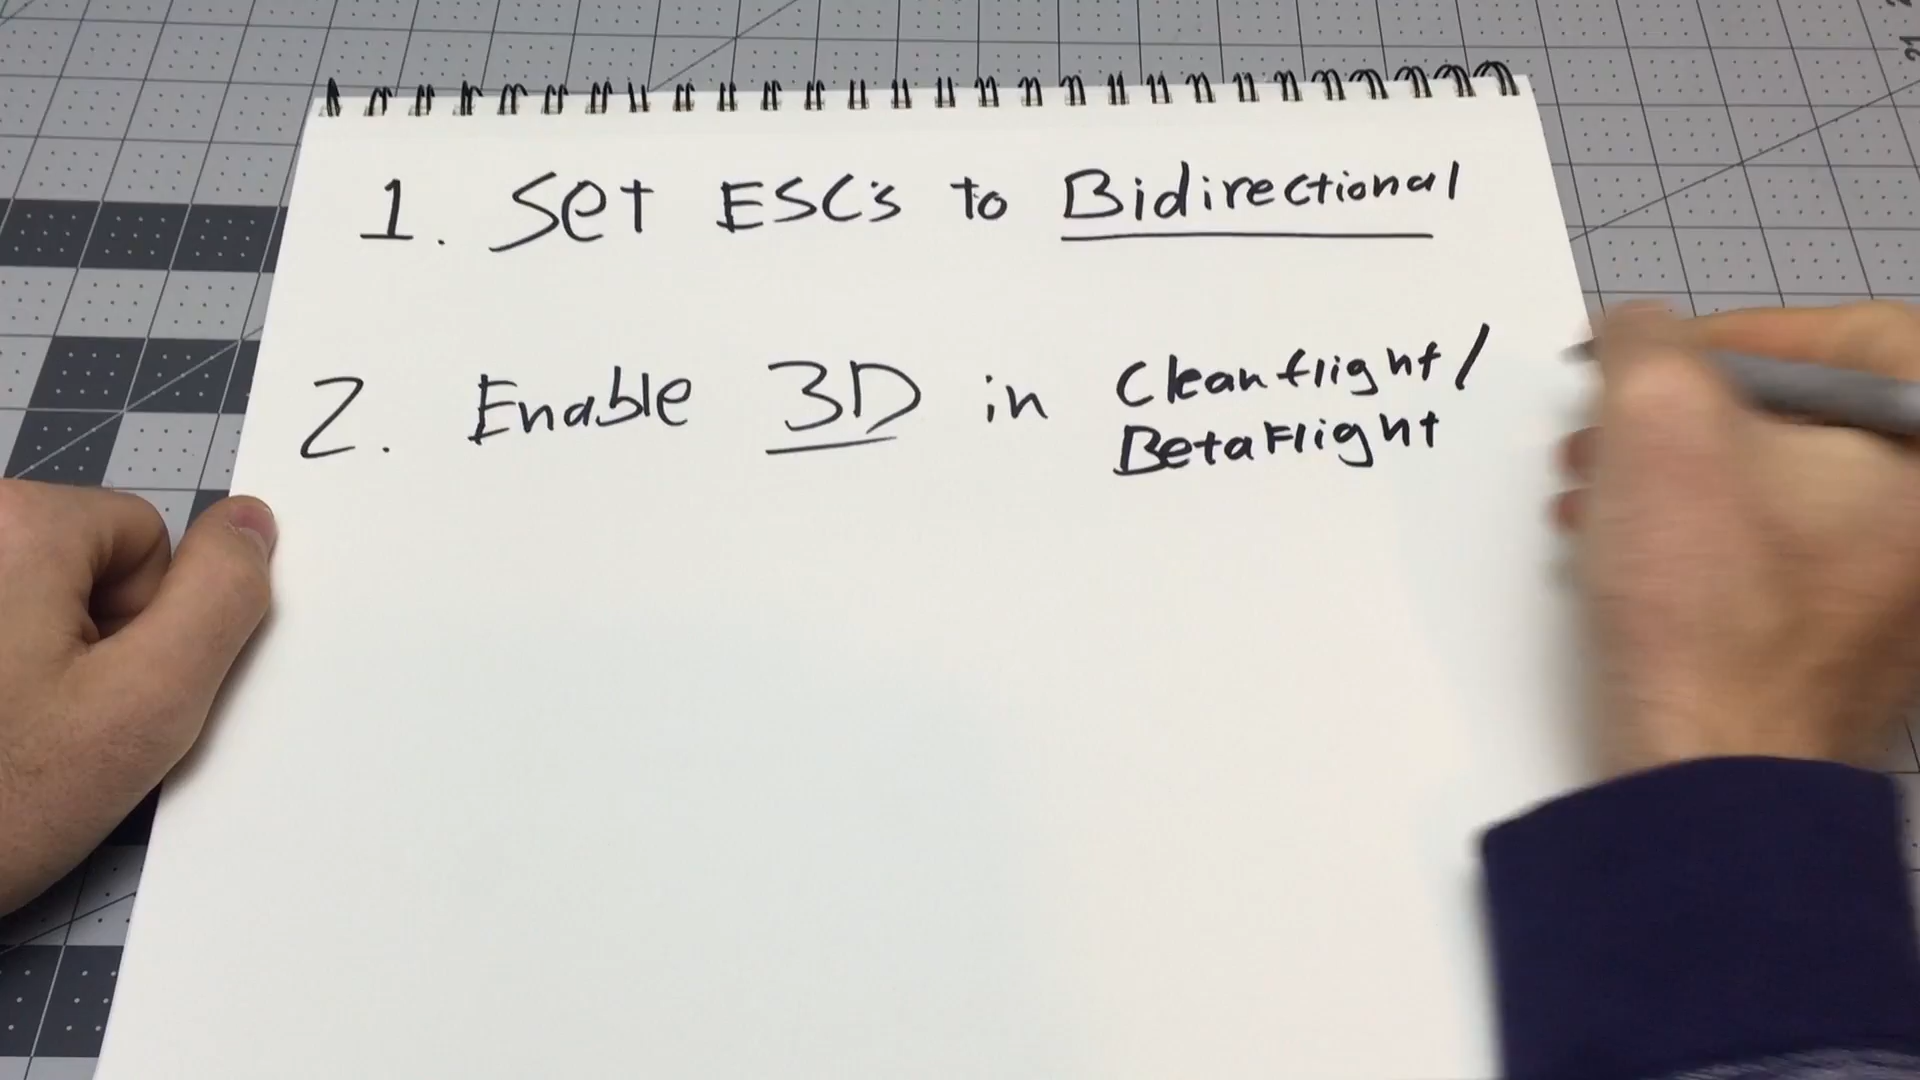 1. Set ESC's to Bidirectional
2. Enable 3D in Cleanflight/
BetaFlight